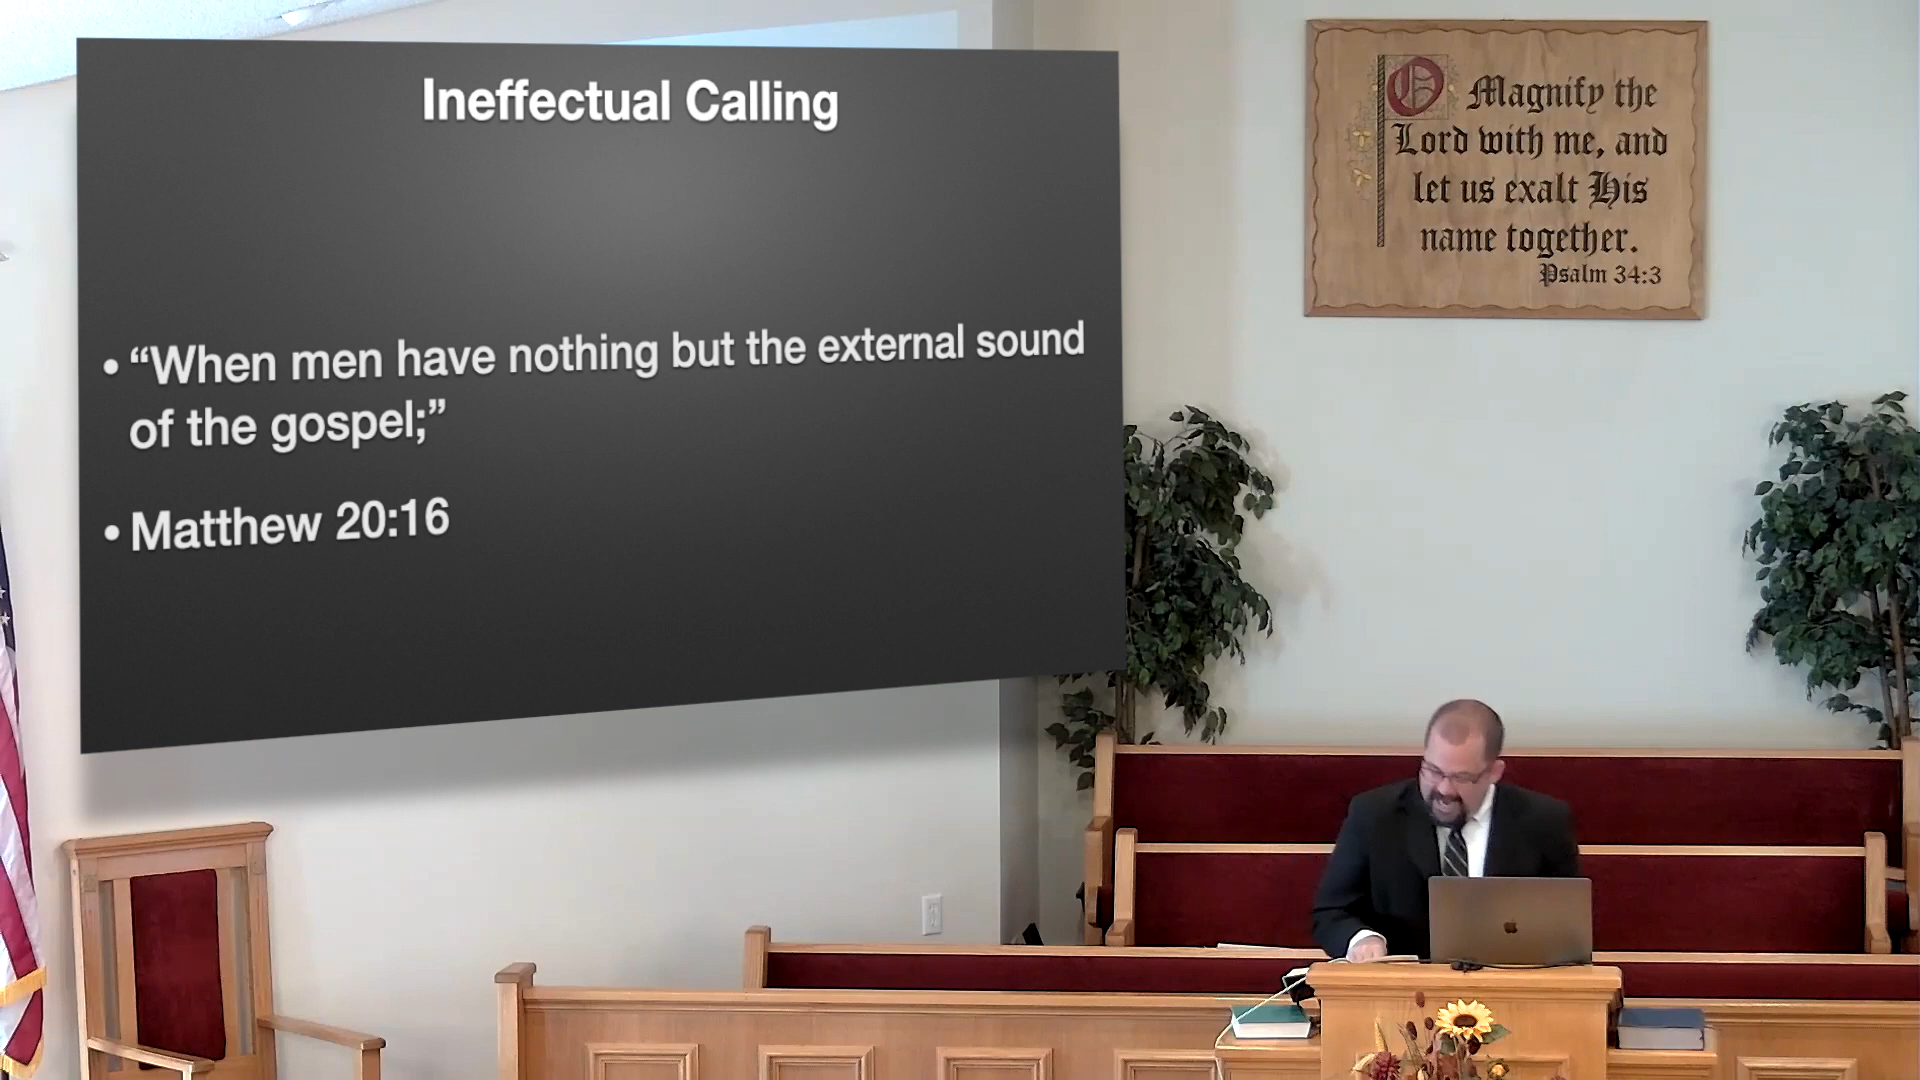 Ineffectual Calling
• “When men have nothing but the external sound
of the gospel;”
• Matthew 20:16
O Magnify the
Lord with me, and
let us exalt His
name together.
Psalm 34:3